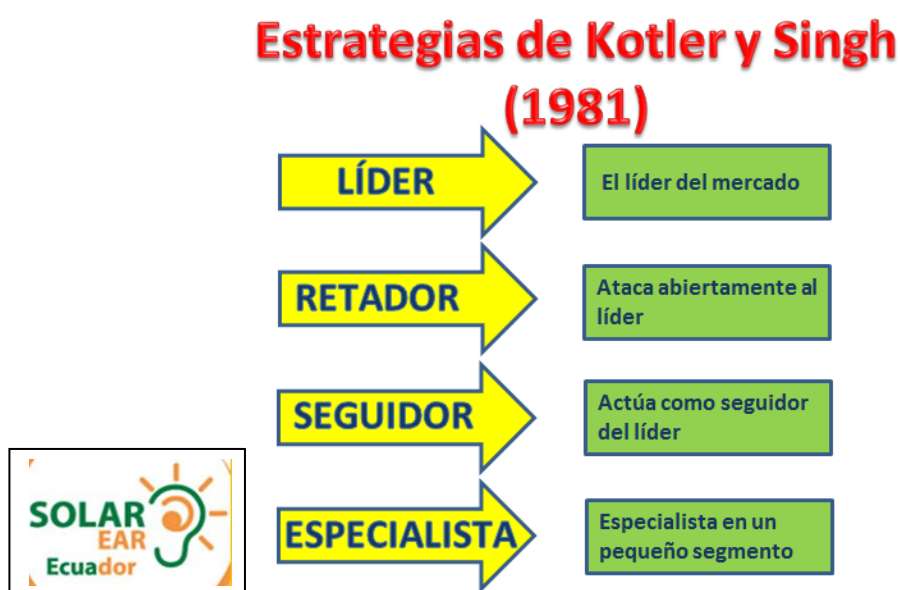 Estrategias de Kotler y Singh
(1981)
LÍDER
El líder del mercado
RETADOR
Ataca abiertamente al
líder
SEGUIDOR
Actúa como seguidor
del líder
ESPECIALISTA
Especialista en un
pequeño segmento
SOLAR
EAR
Ecuador